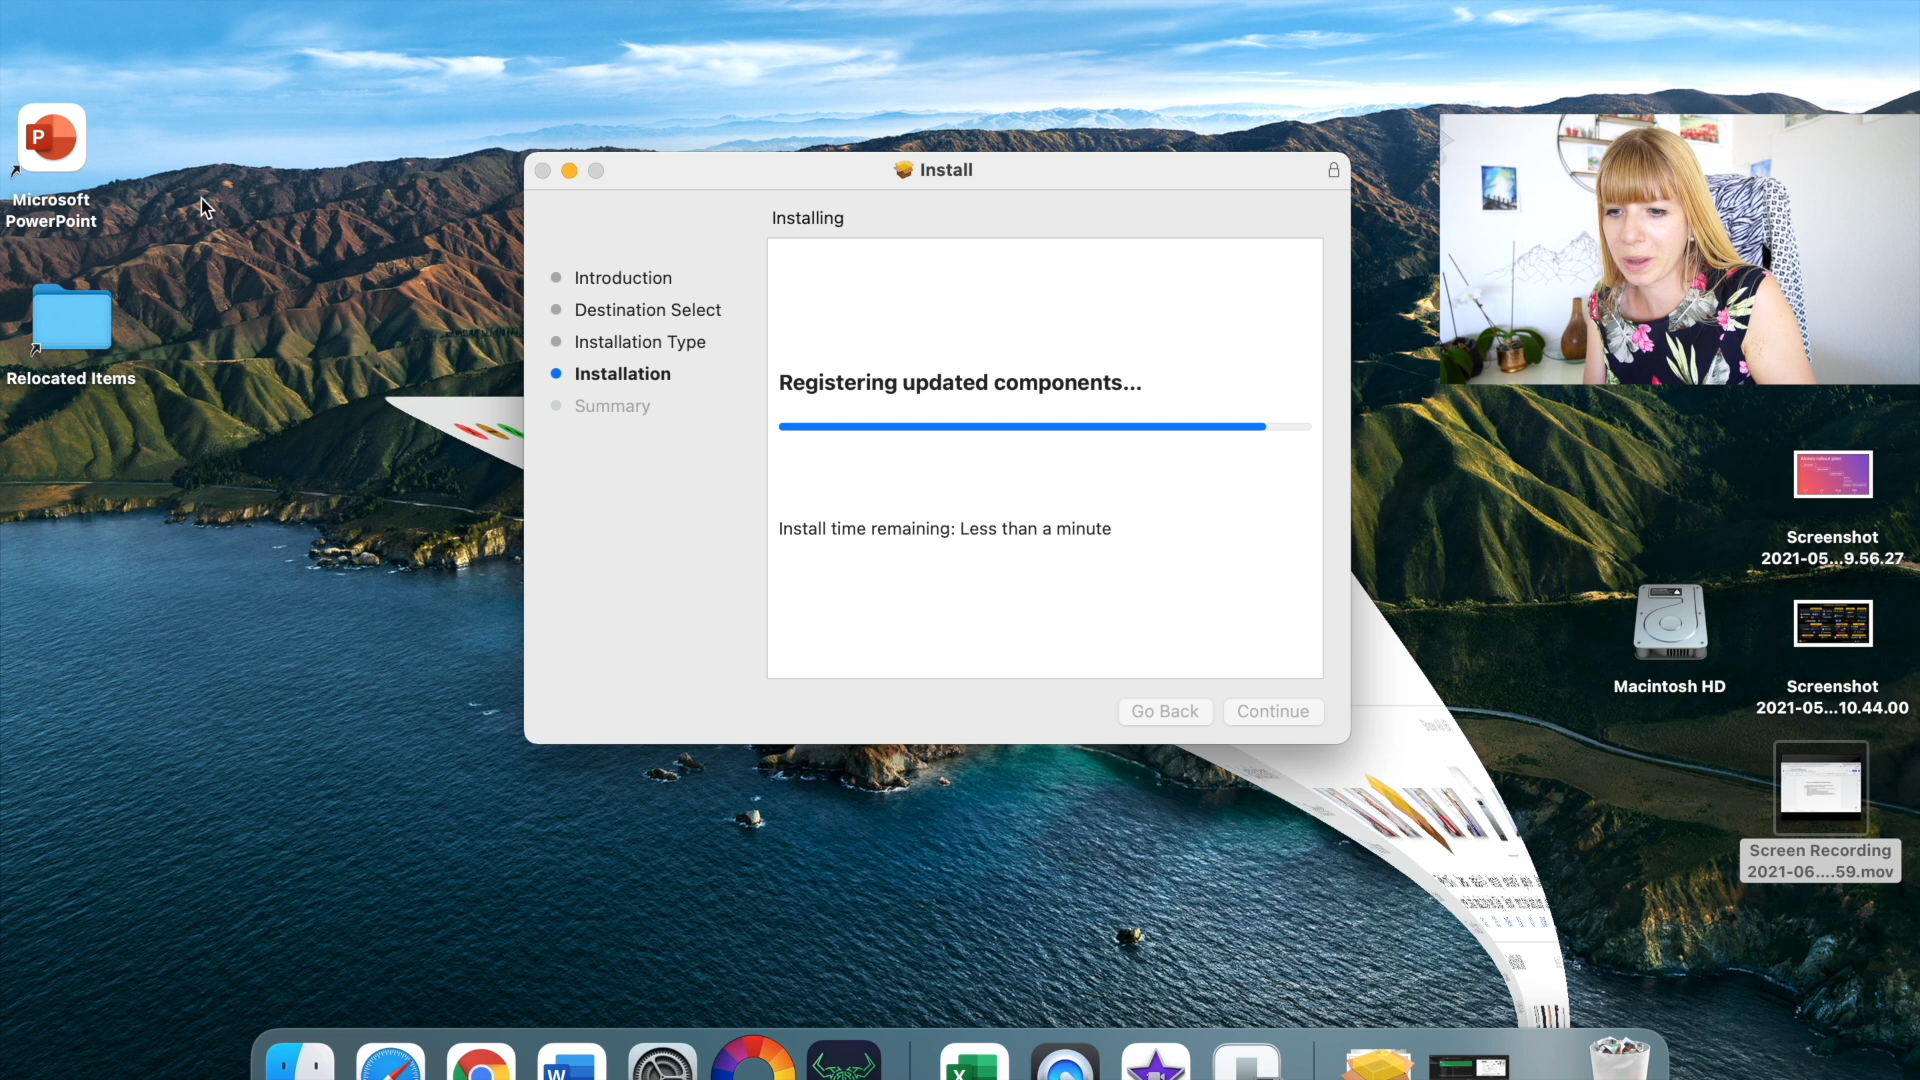 Microsoft
PowerPoint
Relocated Items
Install
Installing
Introduction
Destination Select
Installation Type
Installation
Summary
Registering updated components...
Install time remaining: Less than a minute
Go Back
Continue
Screenshot
2021-05...9.56.27
Macintosh HD
Screenshot
2021-05...10.44.00
Screen Recording
2021-06....59.mov